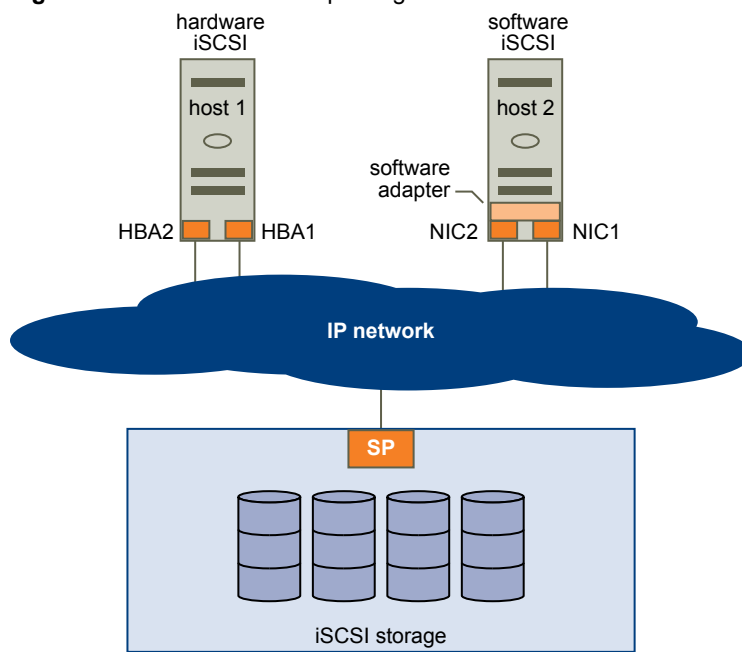 hardware
iSCSI
software
iSCSI
host 1
host 2
software
adapter
HBA2
HBA1
NIC2
NIC1
IP network
SP
iSCSI storage